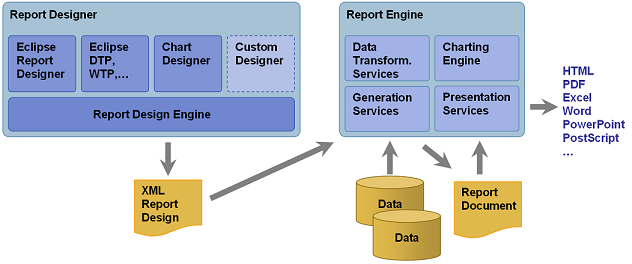 Report Designer
Eclipse
Report
Designer
Eclipse
DTP,
WTP,...
Chart
Designer
Custom
Designer
Report Design Engine
XML
Report
Design
Report Engine
Data
Transform.
Services
Charting
Engine
Generation
Services
Presentation
Services
Data
Data
Report
Document
HTML
PDF
Excel
Word
PowerPoint
PostScript
...